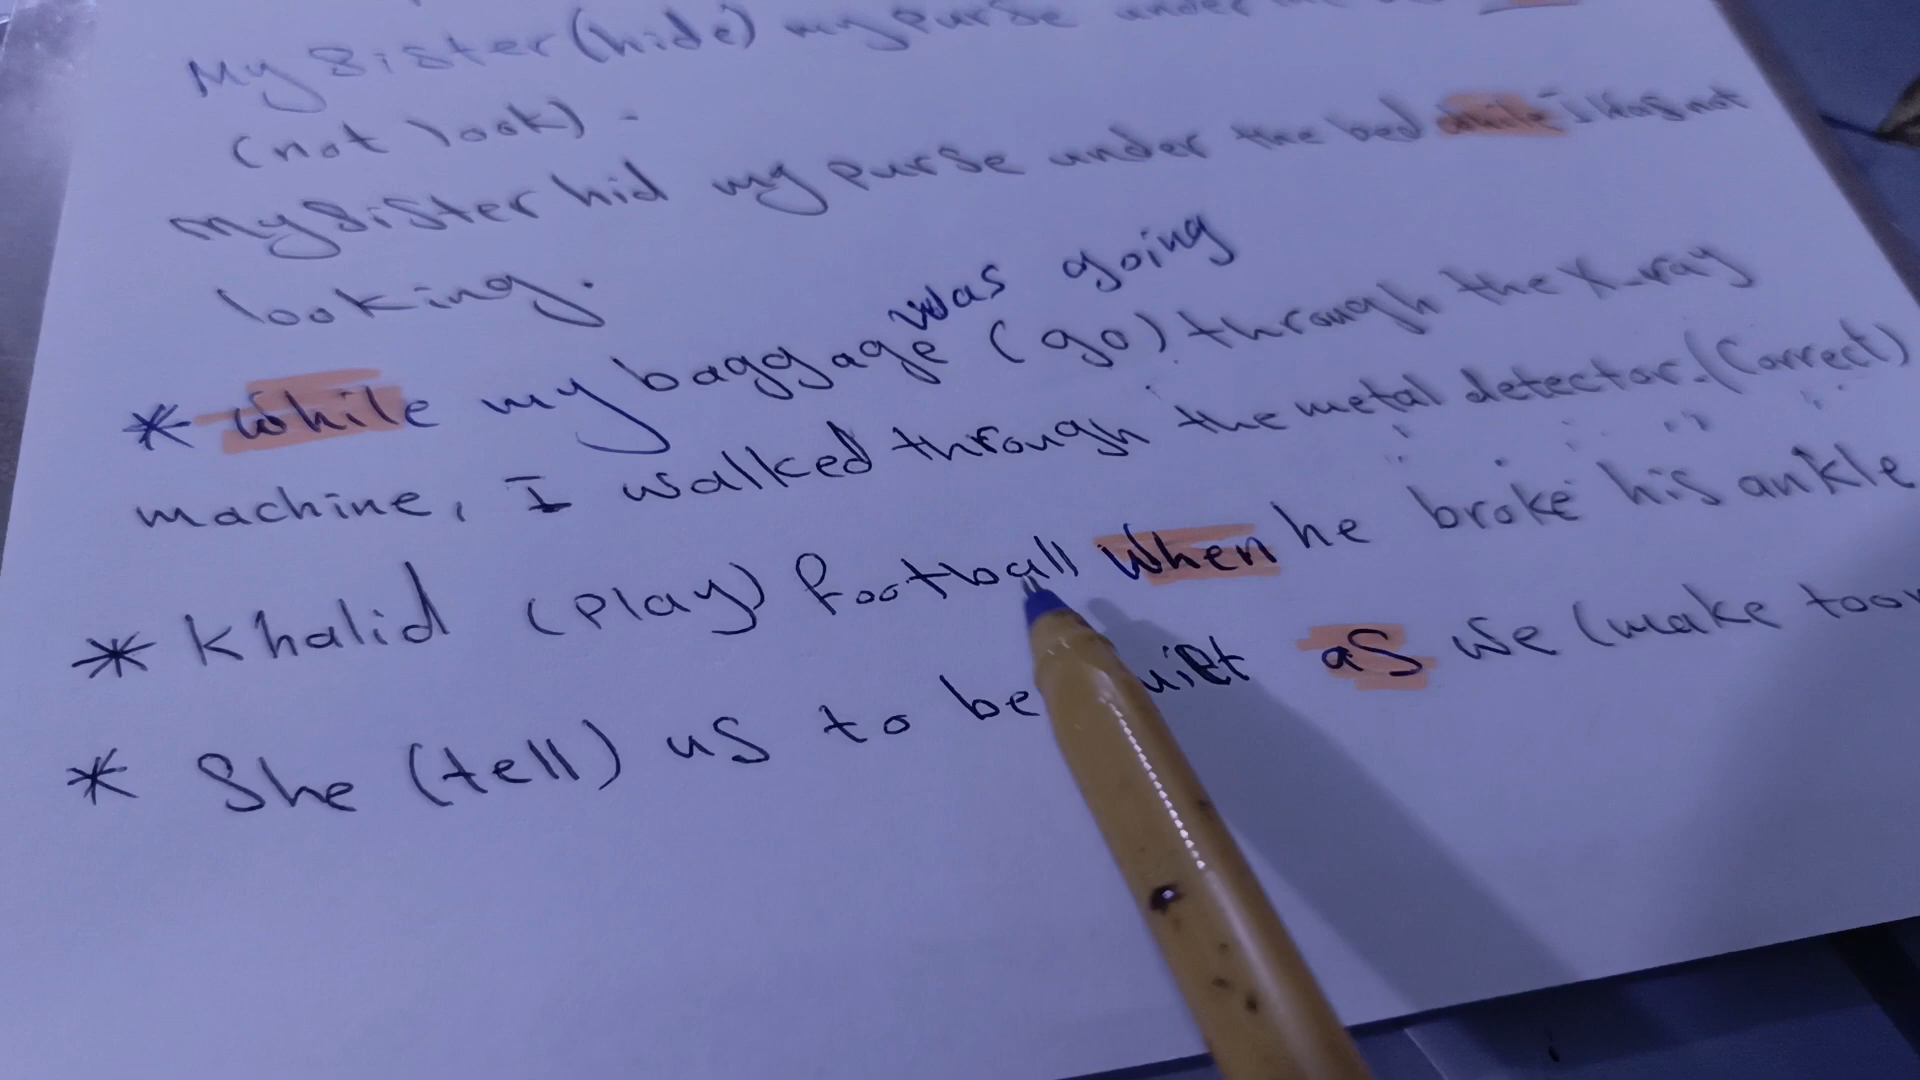 My sister (hide) my purse under
(not look).
My sister hid my purse under the bed while I was not
looking.
was going
* while my baggage (go) through the X-ray
machine, I walked through the metal detector. (Correct)
* Khalid (play) football when he broke his ankle
* She (tell) us to be as we (make